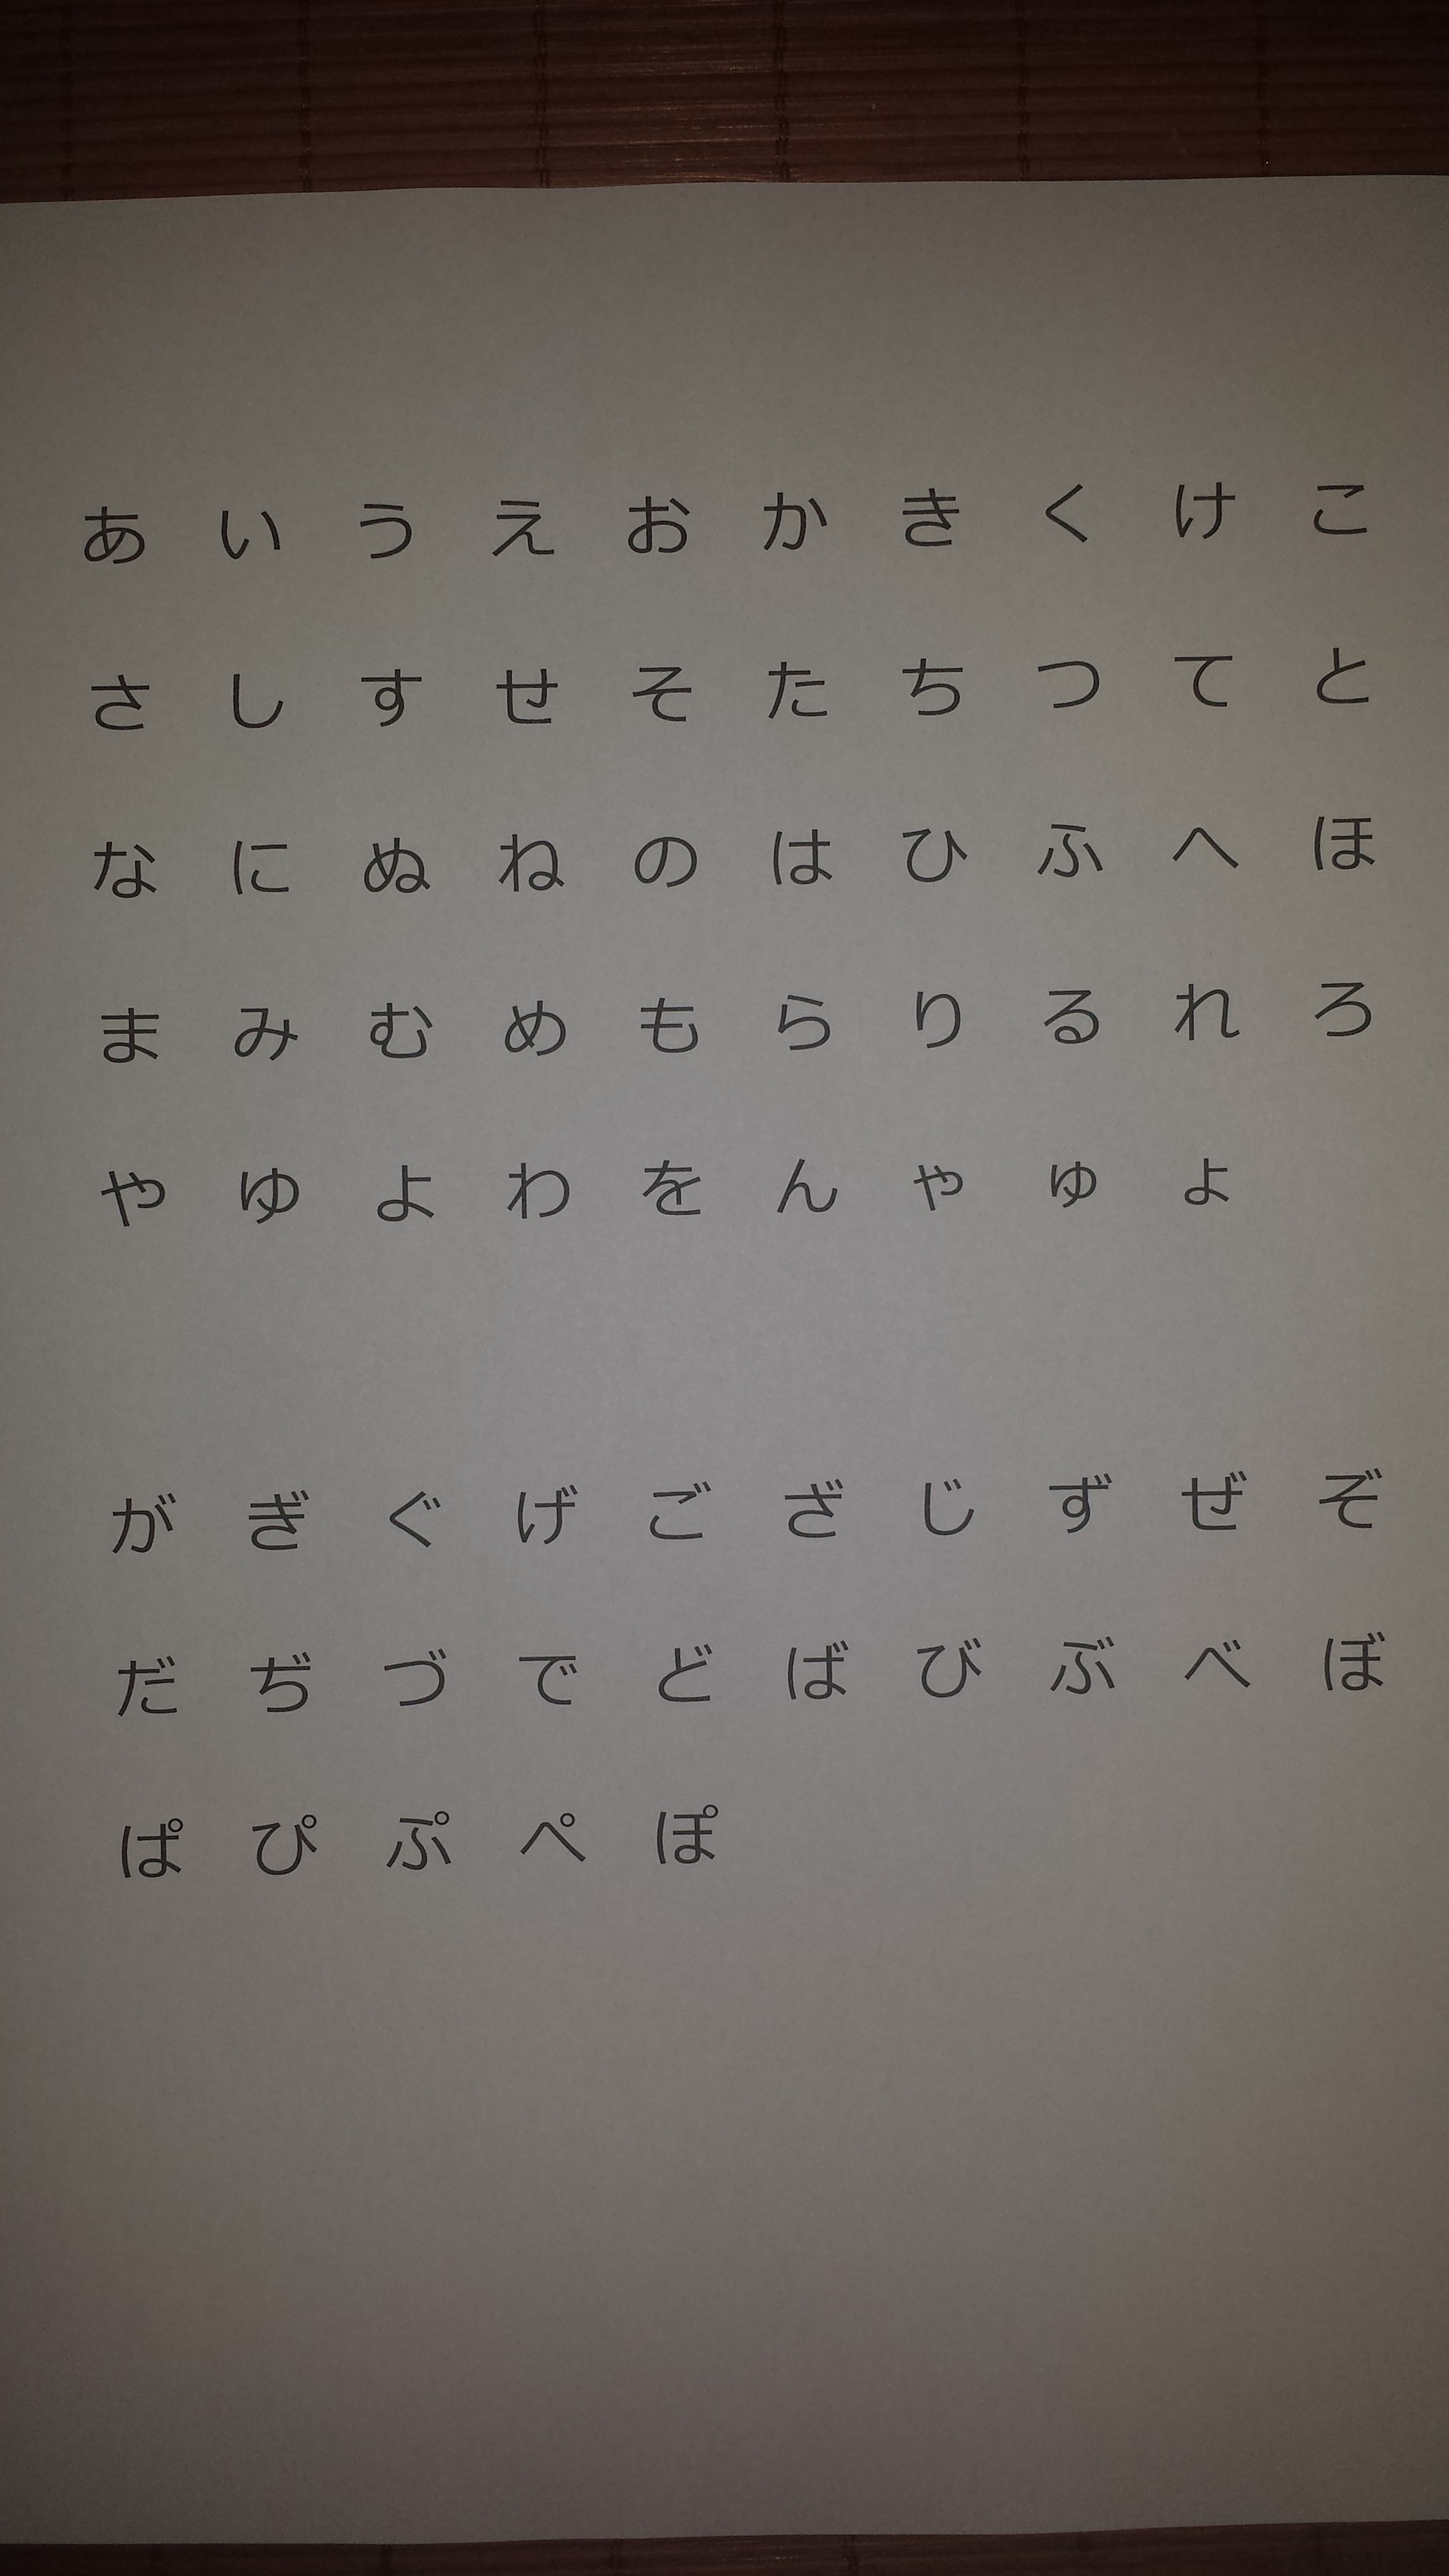 あ い う え お か き く け こ
さ し す せ そ た ち つ て と
な に ぬ ね の は ひ ふ へ ほ
ま み む め も ら り る れ ろ
や ゆ よ わ を ん ゃ ゅ ょ
が ぎ ぐ げ ご ざ じ ず ぜ ぞ
だ ぢ づ で ど ば び ぶ べ ぼ
ぱ ぴ ぷ ぺ ぽ